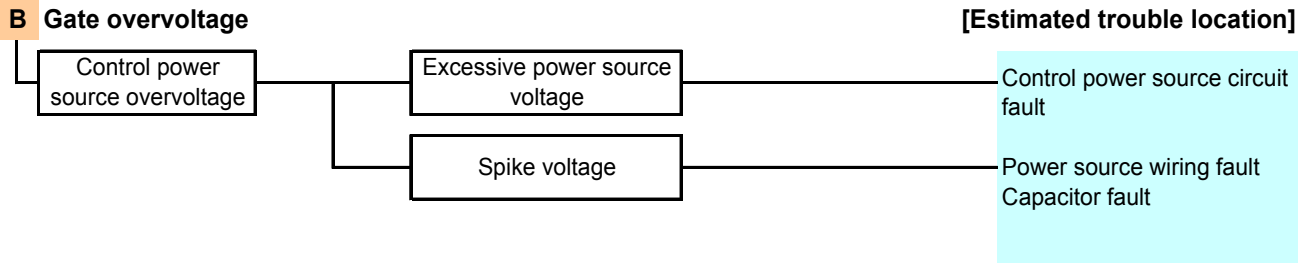 B Gate overvoltage
[Estimated trouble location]
Control power
source overvoltage
Excessive power source
voltage
Control power source circuit
fault
Spike voltage
Power source wiring fault
Capacitor fault